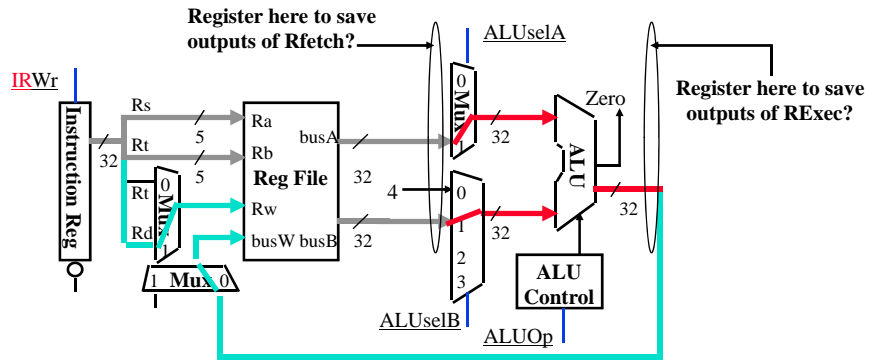 Register here to save
outputs of Rfetch?
ALUselA
IRWr
Zero
Register here to save
outputs of RExec?
Instruction Reg
32
Rs
5
Rt
5
Rt
Rd
0
Mux
1
Ra
Rb
Reg File
Rw
busW
busA
busB
32
32
4
0
Mux
1
32
0
1
2
3
32
ALU
32
1 Mux 0
ALU
Control
ALUselB
ALUOp